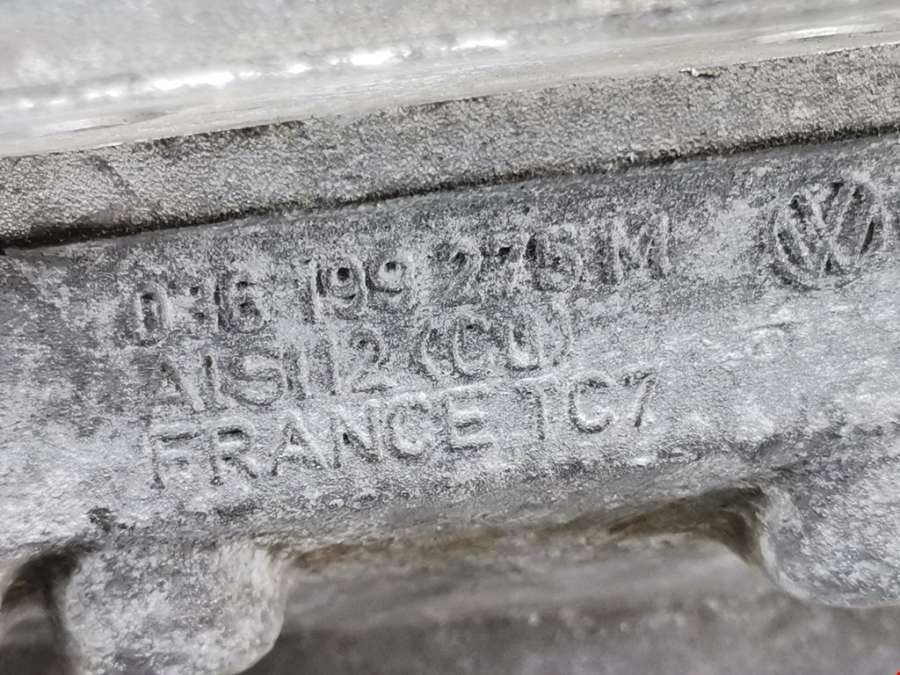 036 199 275 M
AlSi12 (CU)
FRANCE TC7